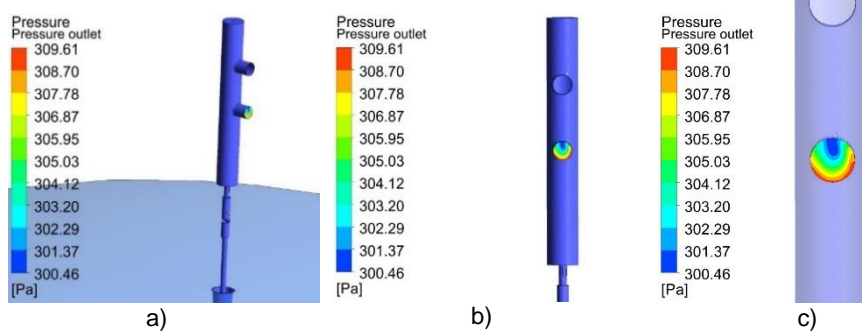 Pressure
Pressure outlet
309.61
308.70
307.78
306.87
305.95
305.03
304.12
303.20
302.29
301.37
300.46
[Pa]
a)
Pressure
Pressure outlet
309.61
308.70
307.78
306.87
305.95
305.03
304.12
303.20
302.29
301.37
300.46
[Pa]
b)
Pressure
Pressure outlet
309.61
308.70
307.78
306.87
305.95
305.03
304.12
303.20
302.29
301.37
300.46
[Pa]
c)